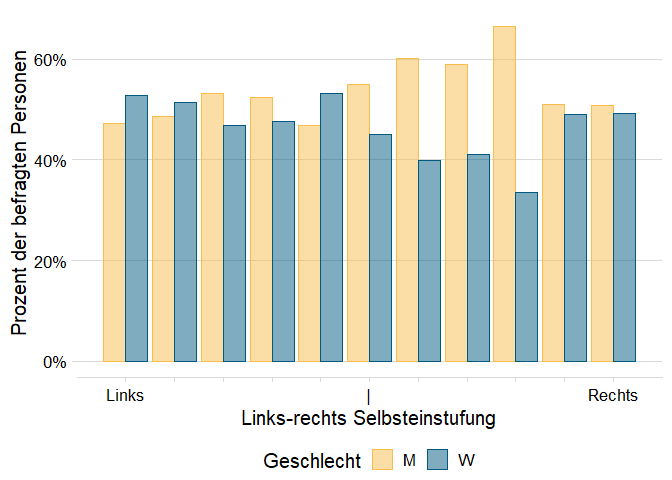 Prozent der befragten Personen
60%
40%
20%
0%
Links | Rechts
Links-rechts Selbsteinstufung
Geschlecht M W